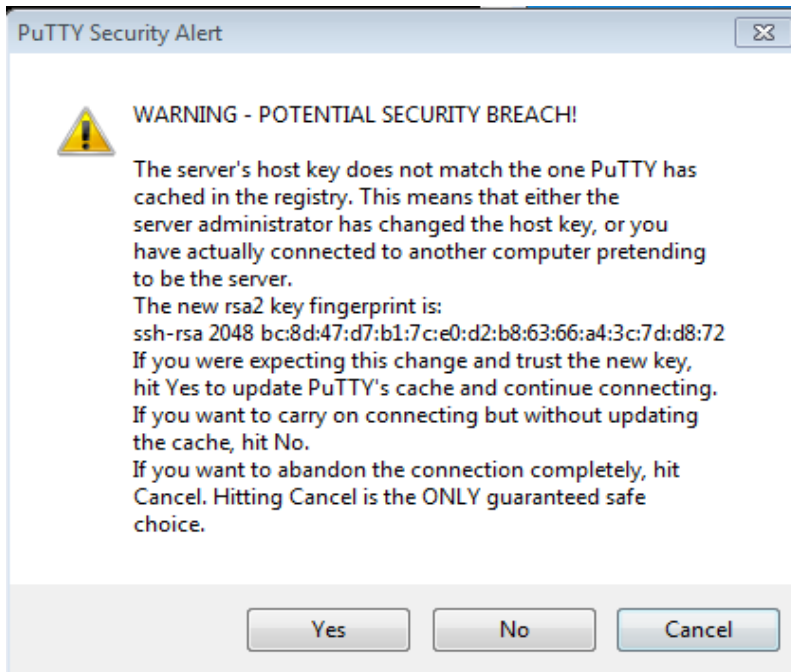 PuTTY Security Alert
WARNING - POTENTIAL SECURITY BREACH!
The server's host key does not match the one PuTTY has
cached in the registry. This means that either the
server administrator has changed the host key, or you
have actually connected to another computer pretending
to be the server.
The new rsa2 key fingerprint is:
ssh-rsa 2048 bc:8d:47:d7:b1:7c:e0:d2:b8:63:66:a4:3c:7d:d8:72
If you were expecting this change and trust the new key,
hit Yes to update PuTTY's cache and continue connecting.
If you want to carry on connecting but without updating
the cache, hit No.
If you want to abandon the connection completely, hit
Cancel. Hitting Cancel is the ONLY guaranteed safe
choice.
Yes No Cancel